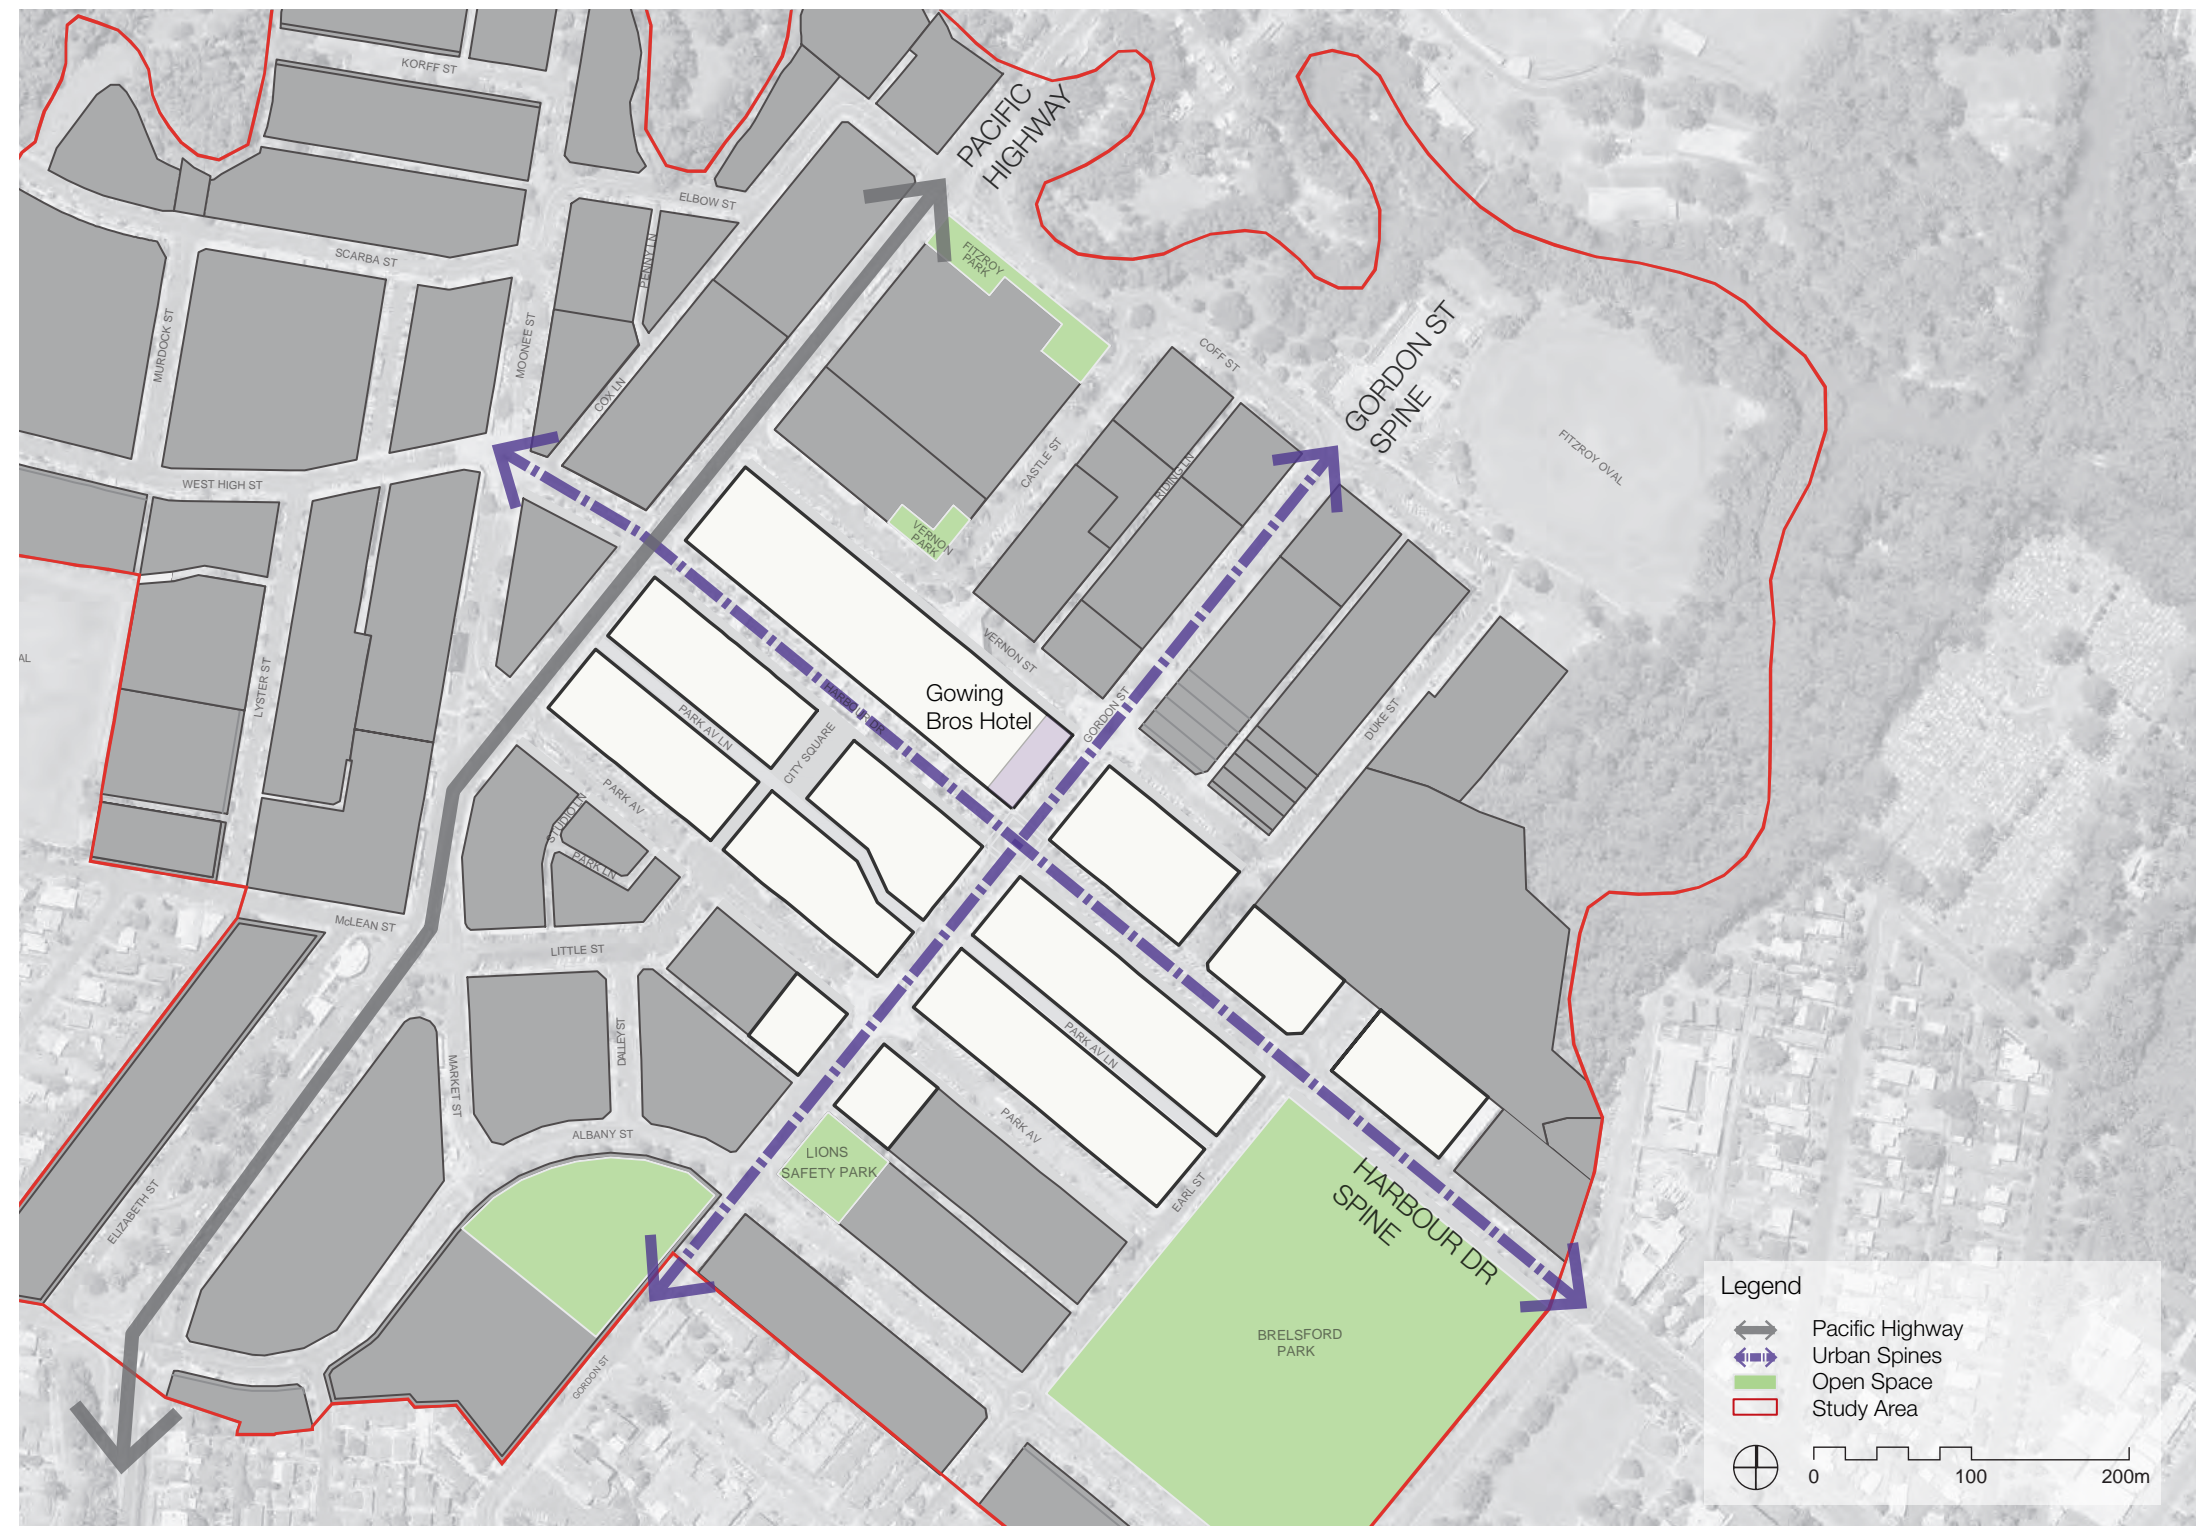 KORFF ST
PACIFIC
HIGHWAY
ELBOW ST
PENNY LN
SCARBA ST
FITZROY
PARK
MURDOCK ST
MOONEE ST
COX LN
COFF ST
GORDON ST
SPINE
CASTLE ST
RIDING LN
FITZROY OVAL
WEST HIGH ST
VERNON
PARK
VERNON ST
AL
LYSTER ST
Gowing
Bros Hotel
HARBOUR DR
GORDON ST
DUKE ST
PARK AV LN
CITY SQUARE
PARK AV
STUDIO LN
PARK LN
McLEAN ST
LITTLE ST
DALLEY ST
MARKET ST
PARK AV LN
ALBANY ST
PARK AV
LIONS
SAFETY PARK
EARL ST
ELIZABETH ST
HARBOUR DR
SPINE
BRELSFORD
PARK
GORDON ST
Legend
Pacific Highway
Urban Spines
Open Space
Study Area
0 100 200m